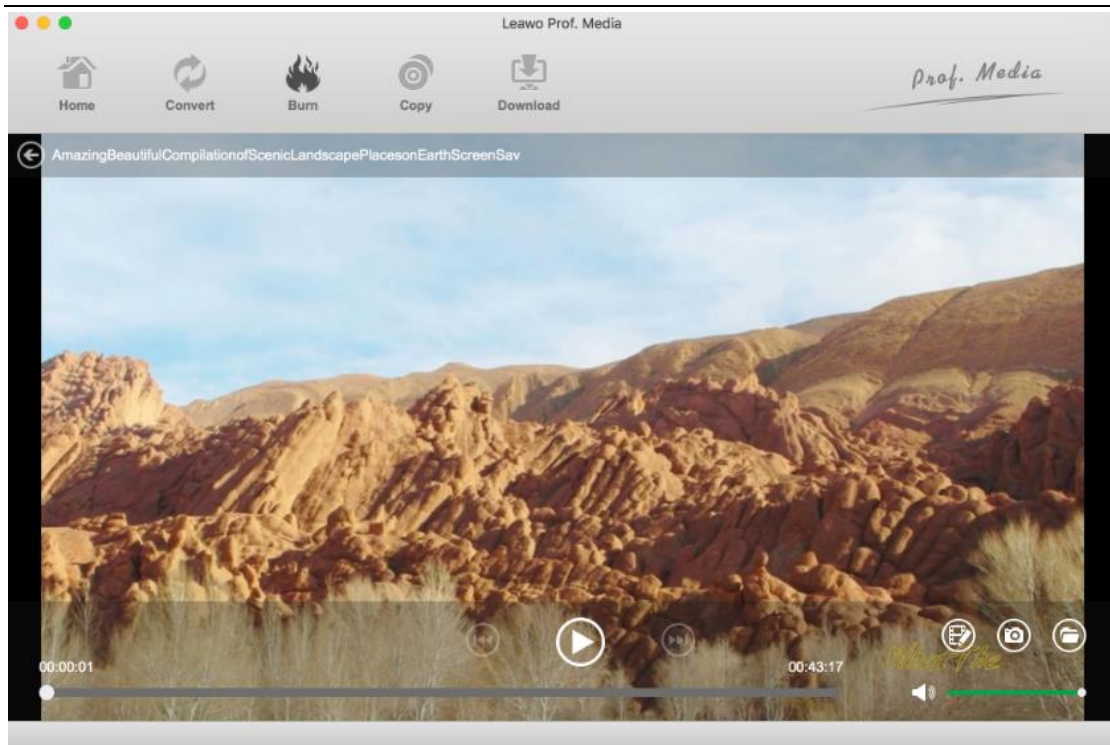 Leawo Prof. Media
Home Convert Burn Copy Download
Prof. Media
AmazingBeautifulCompilationofScenicLandscapePlacesonEarthScreenSav
00:00:01 00:43:17